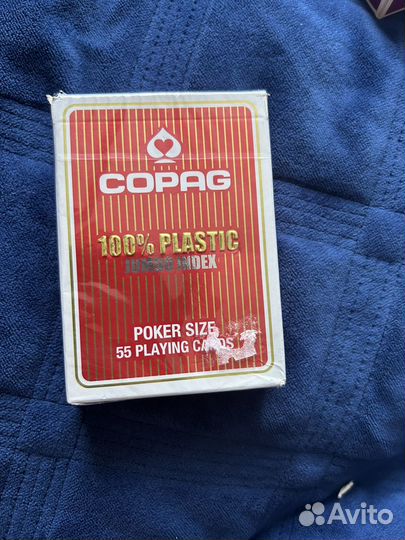 COPAG
100% PLASTIC
JUMBO INDEX
POKER SIZE
55 PLAYING CARDS
Avito